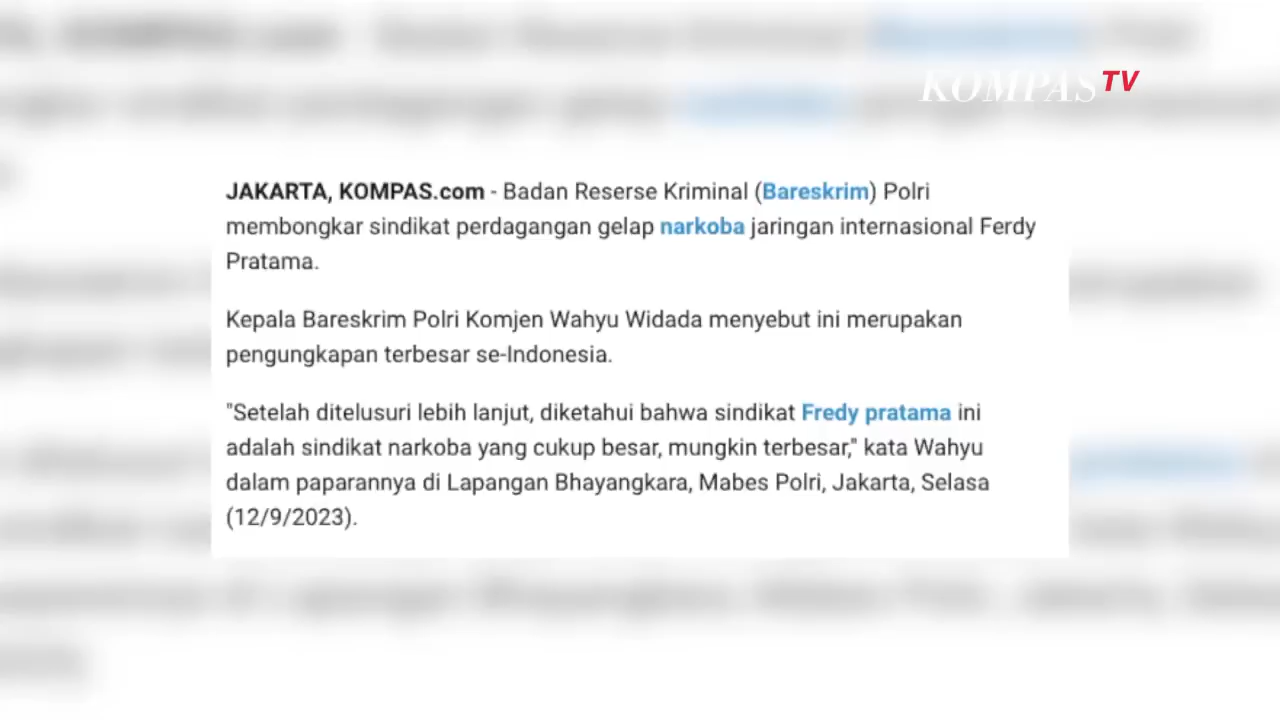 KOMPAS TV
JAKARTA, KOMPAS.com - Badan Reserse Kriminal (Bareskrim) Polri
membongkar sindikat perdagangan gelap narkoba jaringan internasional Ferdy
Pratama.
Kepala Bareskrim Polri Komjen Wahyu Widada menyebut ini merupakan
pengungkapan terbesar se-Indonesia.
"Setelah ditelusuri lebih lanjut, diketahui bahwa sindikat Fredy pratama ini
adalah sindikat narkoba yang cukup besar, mungkin terbesar," kata Wahyu
dalam paparannya di Lapangan Bhayangkara, Mabes Polri, Jakarta, Selasa
(12/9/2023).